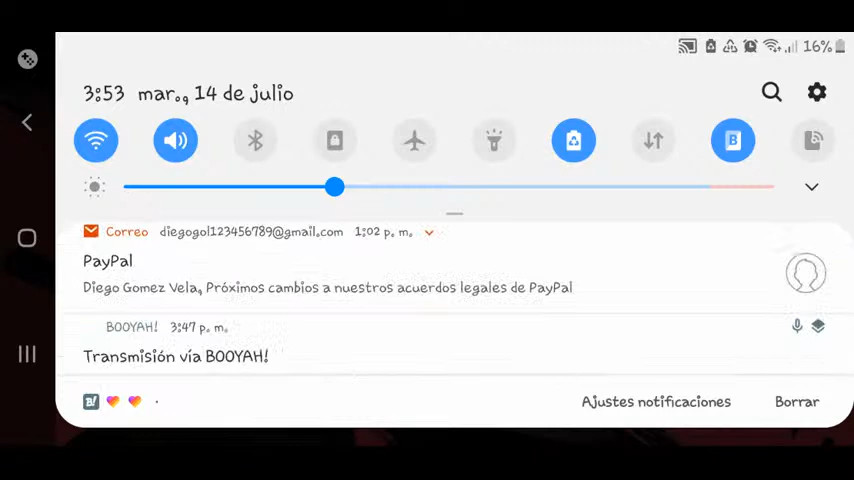 16%
3:53 mar., 14 de julio
B
Correo diegogol123456789@gmail.com 1:02 p. m.
PayPal
Diego Gomez Vela, Próximos cambios a nuestros acuerdos legales de PayPal
BOOYAH! 3:47 p. m.
Transmisión vía BOOYAH!
B! Ajustes notificaciones Borrar